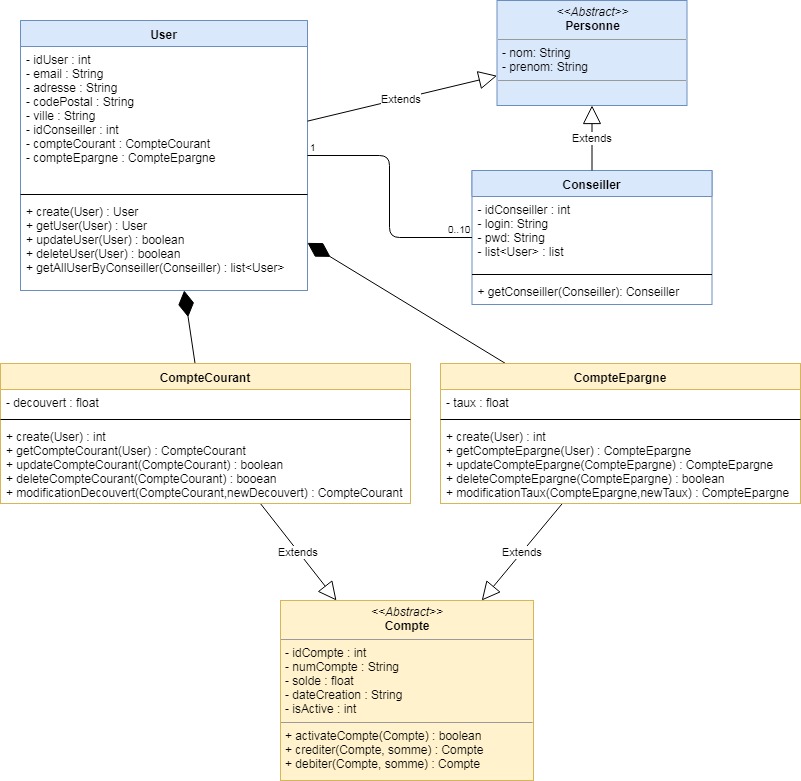 User
- idUser : int
- email : String
- adresse : String
- codePostal : String
- ville : String
- idConseiller : int
- compteCourant : CompteCourant
- compteEpargne : CompteEpargne
+ create(User) : User
+ getUser(User) : User
+ updateUser(User) : boolean
+ deleteUser(User) : boolean
+ getAllUserByConseiller(Conseiller) : list<User>
<<Abstract>>
Personne
- nom: String
- prenom: String
Extends
Extends
1
0..10
Conseiller
- idConseiller : int
- login: String
- pwd: String
- list<User> : list
+ getConseiller(Conseiller): Conseiller
CompteCourant
- decouvert : float
+ create(User) : int
+ getCompteCourant(User) : CompteCourant
+ updateCompteCourant(CompteCourant) : boolean
+ deleteCompteCourant(CompteCourant) : booean
+ modificationDecouvert(CompteCourant,newDecouvert) : CompteCourant
CompteEpargne
- taux : float
+ create(User) : int
+ getCompteEpargne(User) : CompteEpargne
+ updateCompteEpargne(CompteEpargne) : CompteEpargne
+ deleteCompteEpargne(CompteEpargne) : boolean
+ modificationTaux(CompteEpargne,newTaux) : CompteEpargne
Extends
Extends
<<Abstract>>
Compte
- idCompte : int
- numCompte : String
- solde : float
- dateCreation : String
- isActive : int
+ activateCompte(Compte) : boolean
+ crediter(Compte, somme) : Compte
+ debiter(Compte, somme) : Compte